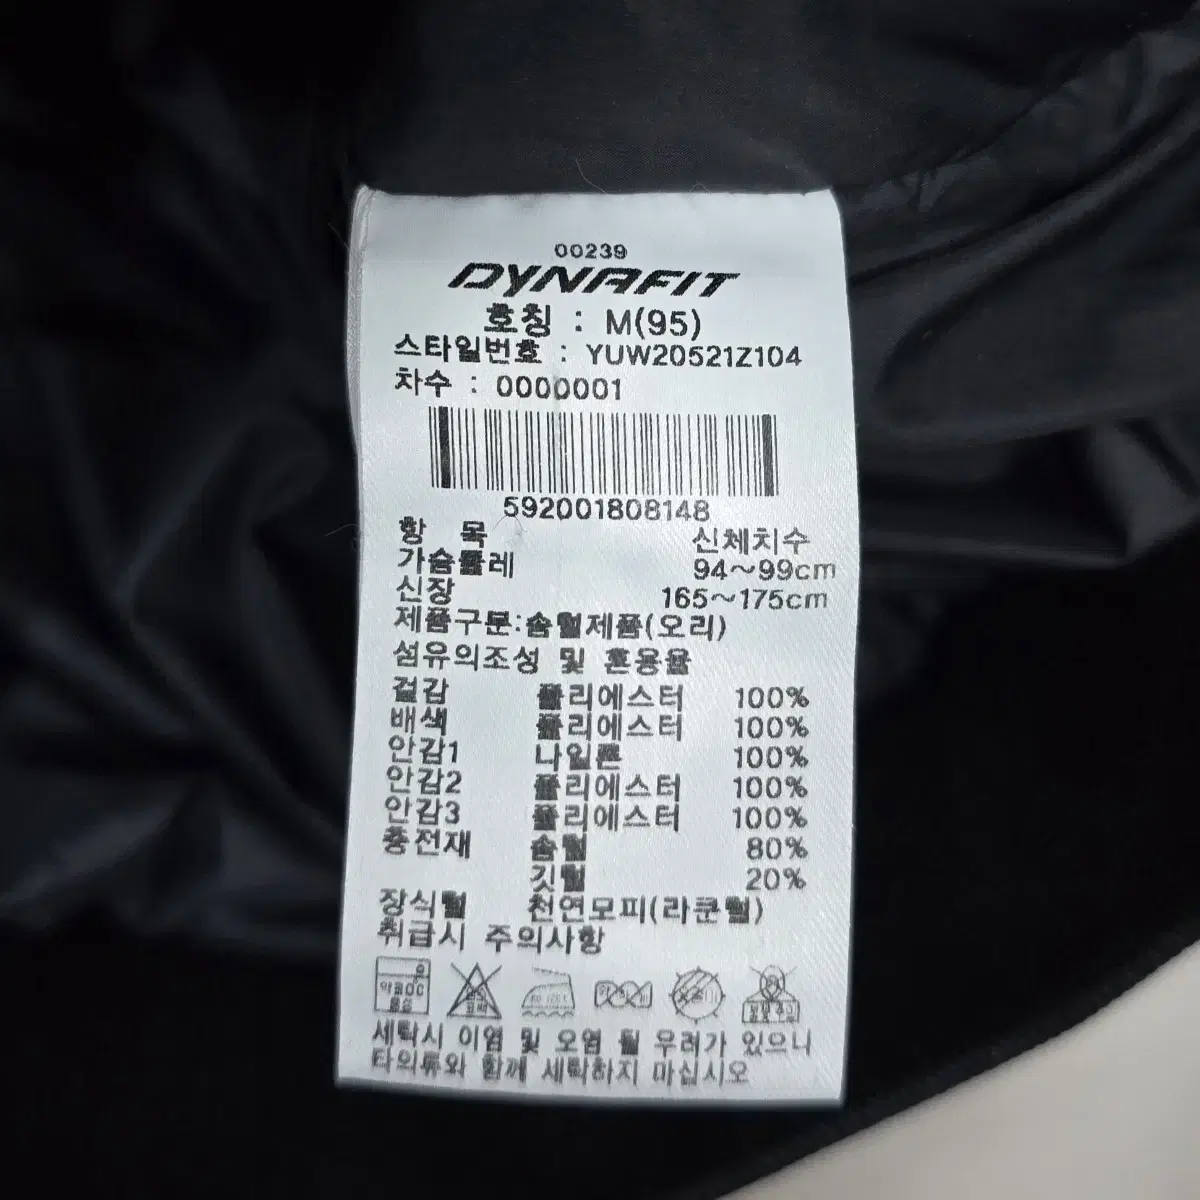 00239
DYNAFIT
호칭 : M(95)
스타일번호 : YUW20521Z104
차수 : 0000001
592001808148
항 목 신체치수
가슴둘레 94~99cm
신장 165~175cm
제품구분:솜털제품(오리)
섬유의조성 및 혼용율
겉감 폴리에스터 100%
배색 폴리에스터 100%
안감1 나일론 100%
안감2 폴리에스터 100%
안감3 폴리에스터 100%
충전재 솜털 80%
깃털 20%
장식털 천연모피(라쿤털)
취급시 주의사항
세탁시 이염 및 오염 될 우려가 있으니
타의류와 함께 세탁하지 마십시오